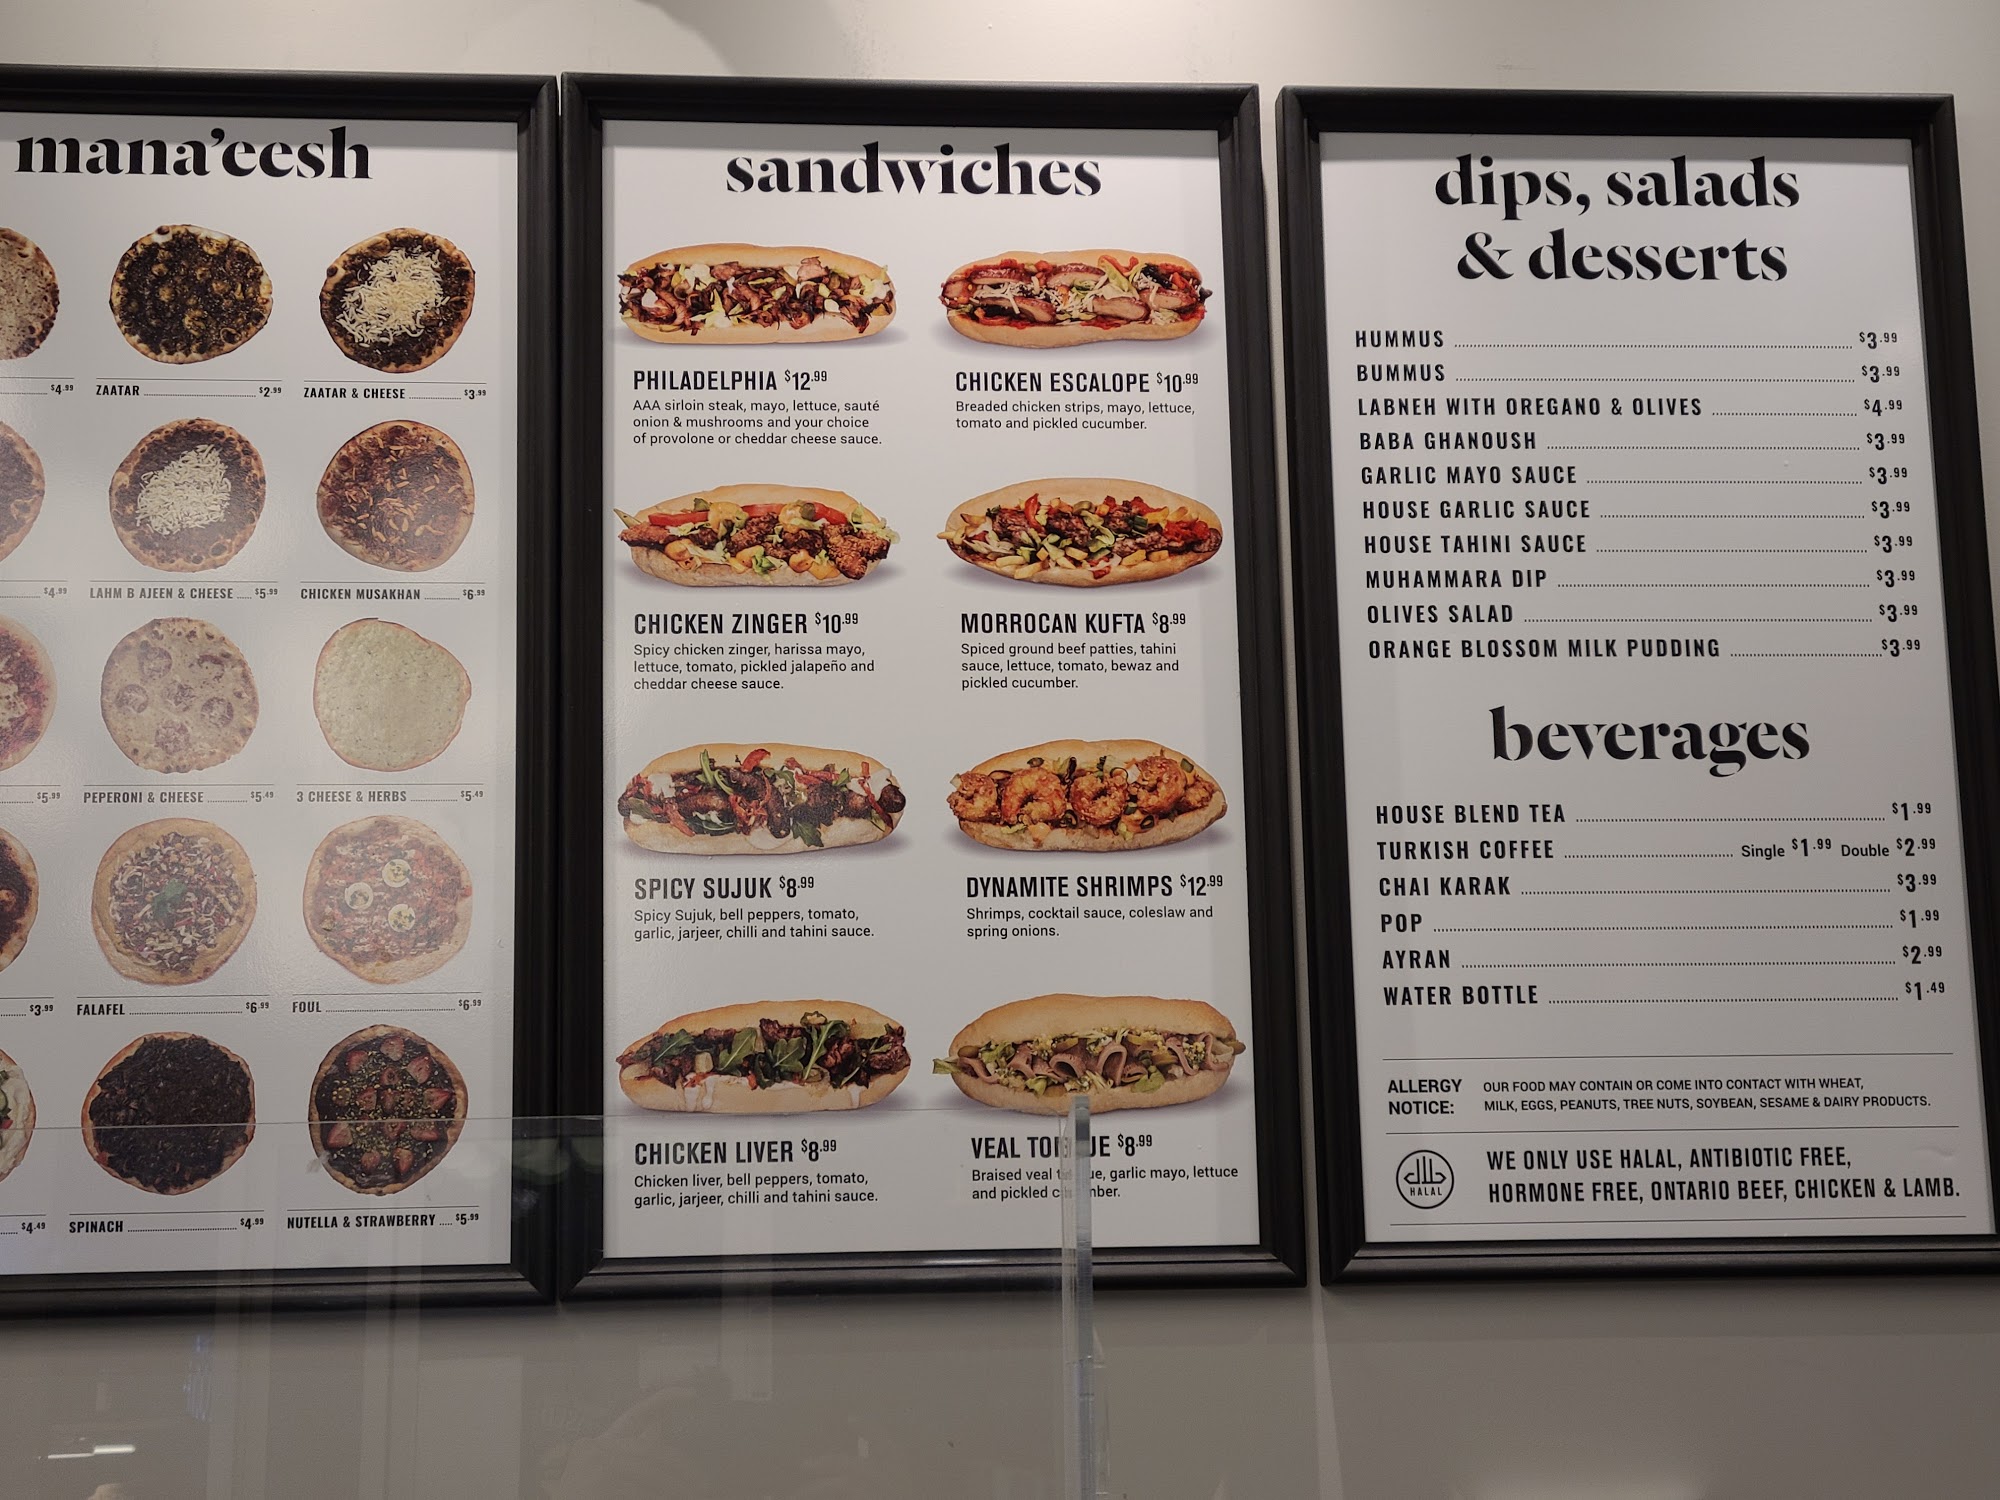 mana'eesh
$4.99
ZAATAR $2.99
ZAATAR & CHEESE $3.99
$4.99
LAHM B AJEEN & CHEESE $5.99
CHICKEN MUSAKHAN $6.99
$5.99
PEPERONI & CHEESE $5.49
3 CHEESE & HERBS $5.49
$3.99
FALAFEL $6.99
FOUL $6.99
$4.49
SPINACH $4.99
NUTELLA & STRAWBERRY $5.99
sandwiches
PHILADELPHIA $12.99
AAA sirloin steak, mayo, lettuce, sauté
onion & mushrooms and your choice
of provolone or cheddar cheese sauce.
CHICKEN ESCALOPE $10.99
Breaded chicken strips, mayo, lettuce,
tomato and pickled cucumber.
CHICKEN ZINGER $10.99
Spicy chicken zinger, harissa mayo,
lettuce, tomato, pickled jalapeño and
cheddar cheese sauce.
MORROCAN KUFTA $8.99
Spiced ground beef patties, tahini
sauce, lettuce, tomato, bewaz and
pickled cucumber.
SPICY SUJUK $8.99
Spicy Sujuk, bell peppers, tomato,
garlic, jarjeer, chilli and tahini sauce.
DYNAMITE SHRIMPS $12.99
Shrimps, cocktail sauce, coleslaw and
spring onions.
CHICKEN LIVER $8.99
Chicken liver, bell peppers, tomato,
garlic, jarjeer, chilli and tahini sauce.
VEAL TONGUE $8.99
Braised veal tongue, garlic mayo, lettuce
and pickled cucumber.
dips, salads
& desserts
HUMMUS $3.99
BUMMUS $3.99
LABNEH WITH OREGANO & OLIVES $4.99
BABA GHANOUSH $3.99
GARLIC MAYO SAUCE $3.99
HOUSE GARLIC SAUCE $3.99
HOUSE TAHINI SAUCE $3.99
MUHAMMARA DIP $3.99
OLIVES SALAD $3.99
ORANGE BLOSSOM MILK PUDDING $3.99
beverages
HOUSE BLEND TEA $1.99
TURKISH COFFEE Single $1.99 Double $2.99
CHAI KARAK $3.99
POP $1.99
AYRAN $2.99
WATER BOTTLE $1.49
ALLERGY NOTICE: OUR FOOD MAY CONTAIN OR COME INTO CONTACT WITH WHEAT,
MILK, EGGS, PEANUTS, TREE NUTS, SOYBEAN, SESAME & DAIRY PRODUCTS.
HALAL
WE ONLY USE HALAL, ANTIBIOTIC FREE,
HORMONE FREE, ONTARIO BEEF, CHICKEN & LAMB.